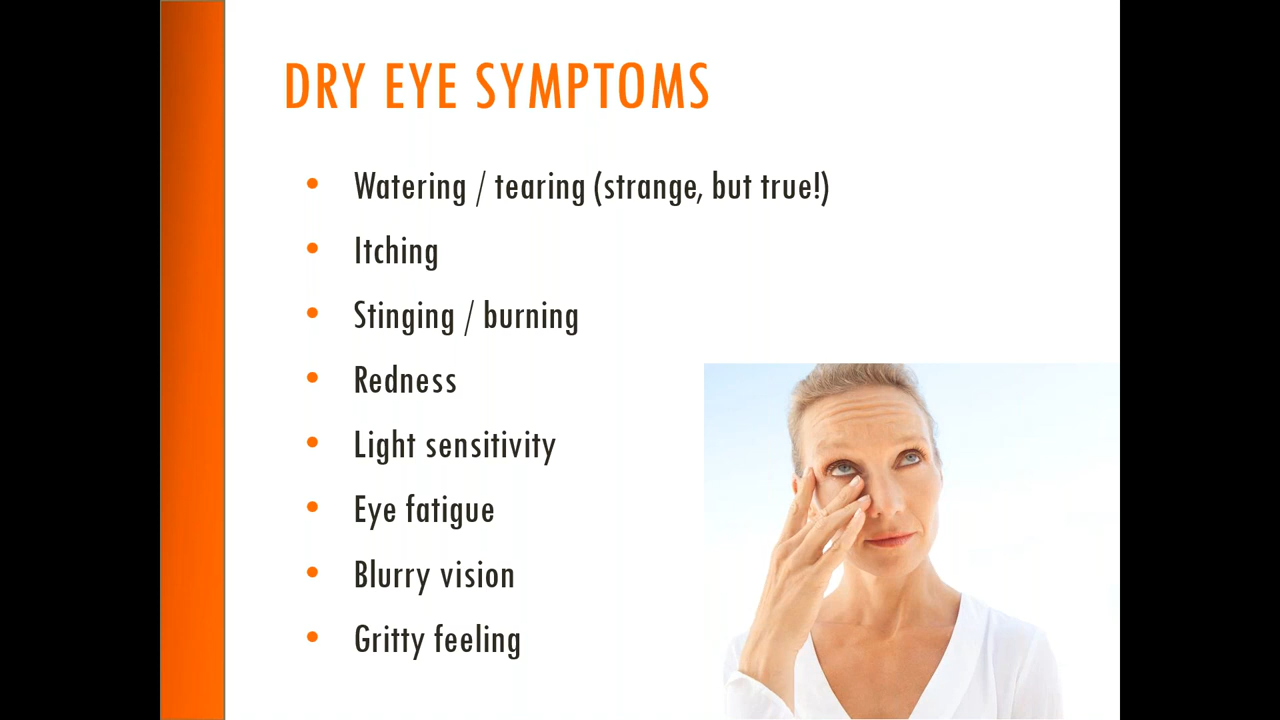 DRY EYE SYMPTOMS
• Watering / tearing (strange, but true!)
• Itching
• Stinging / burning
• Redness
• Light sensitivity
• Eye fatigue
• Blurry vision
• Gritty feeling